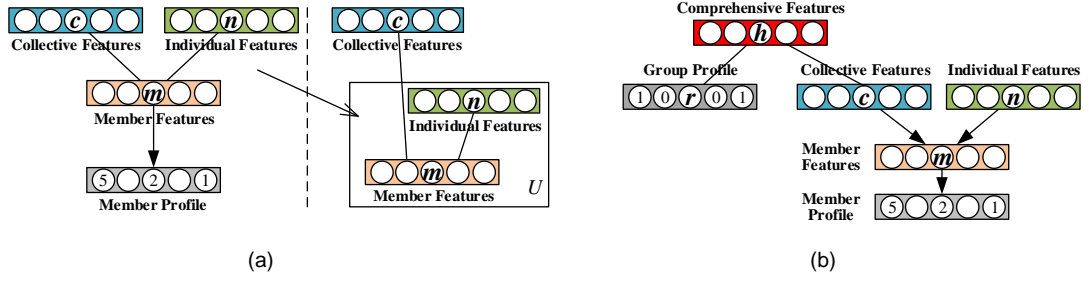 c
n
Collective Features
Individual Features
m
Member Features
5 2 1
Member Profile
c
Collective Features
n
Individual Features
m
Member Features
U
(a)
Comprehensive Features
h
Group Profile
1 0 r 0 1
Collective Features
Individual Features
c
n
Member
Features
m
Member
Profile
5 2 1
(b)